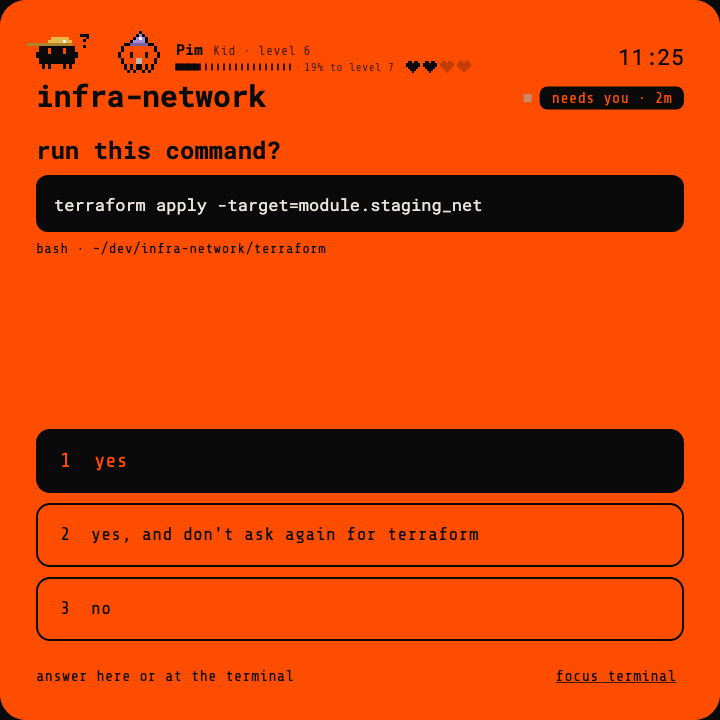 Pim Kid · level 6
19% to level 7
11:25
infra-network
needs you · 2m
run this command?
terraform apply -target=module.staging_net
bash · ~/dev/infra-network/terraform
1 yes
2 yes, and don't ask again for terraform
3 no
answer here or at the terminal
focus terminal